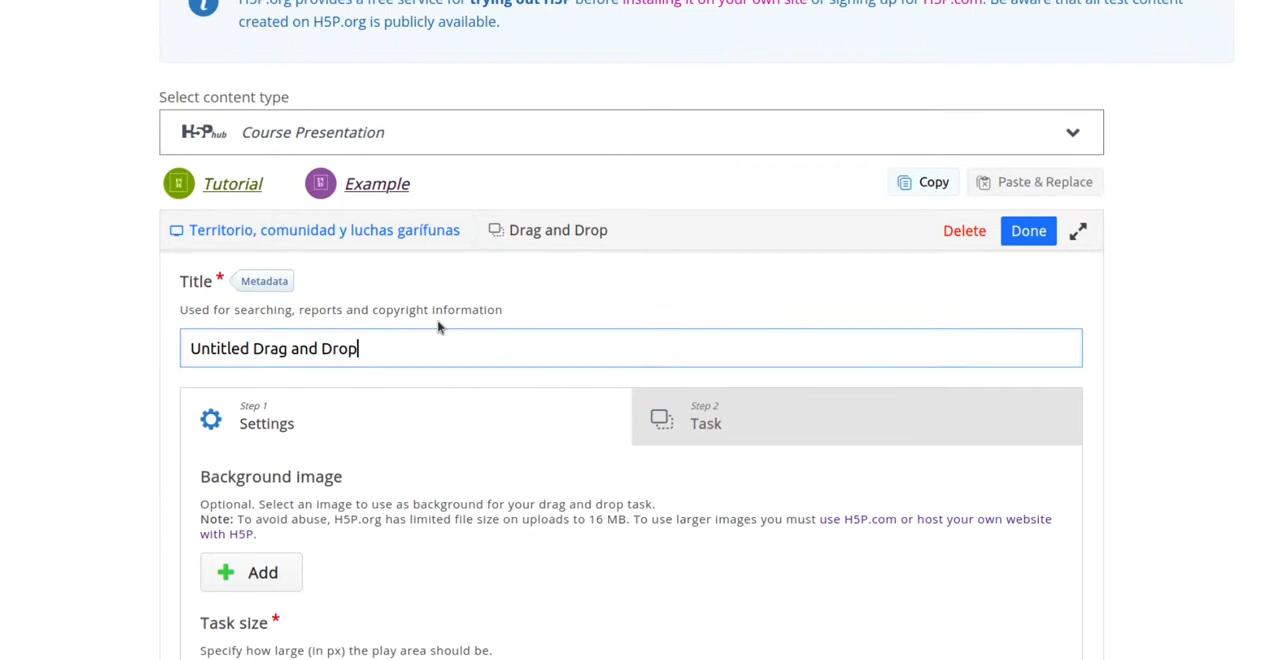 H5P.org provides a free service for trying out H5P before installing it on your own site or signing up for H5P.com. Be aware that all test content
created on H5P.org is publicly available.
Select content type
H5P hub Course Presentation
Tutorial Example Copy Paste & Replace
Territorio, comunidad y luchas garífunas Drag and Drop Delete Done
Title * Metadata
Used for searching, reports and copyright information
Untitled Drag and Drop
Step 1 Step 2
Settings Task
Background image
Optional. Select an image to use as background for your drag and drop task.
Note: To avoid abuse, H5P.org has limited file size on uploads to 16 MB. To use larger images you must use H5P.com or host your own website
with H5P.
Add
Task size *
Specify how large (in px) the play area should be.